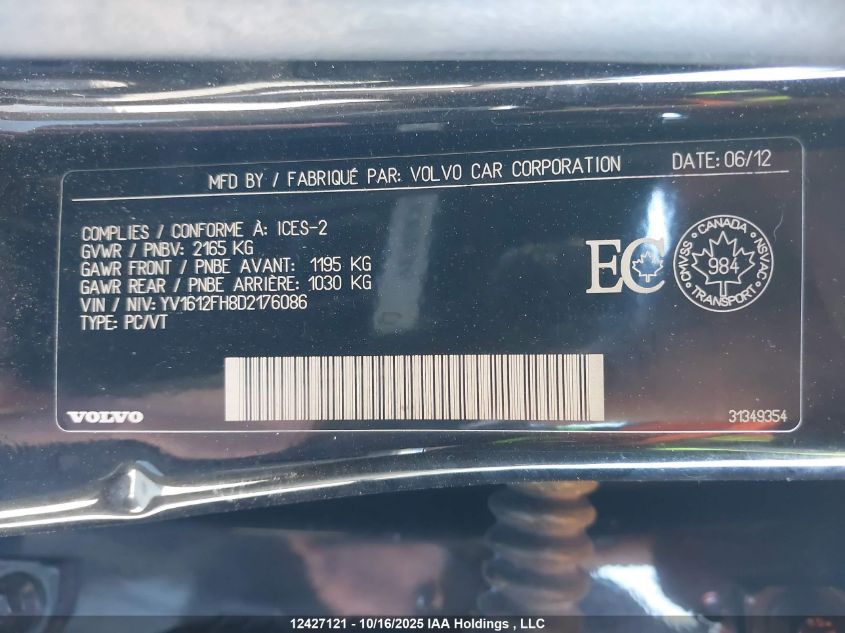 MFD BY / FABRIQUÉ PAR: VOLVO CAR CORPORATION DATE: 06/12
COMPLIES / CONFORME À: ICES-2
GVWR / PNBV: 2165 KG
GAWR FRONT / PNBE AVANT: 1195 KG
GAWR REAR / PNBE ARRIÈRE: 1030 KG
VIN / NIV: YV1612FH8D2176086
TYPE: PC/VT
EC
CANADA
CMVSS 984 NSVAC
TRANSPORT
VOLVO 31349354
12427121 - 10/16/2025 IAA Holdings , LLC